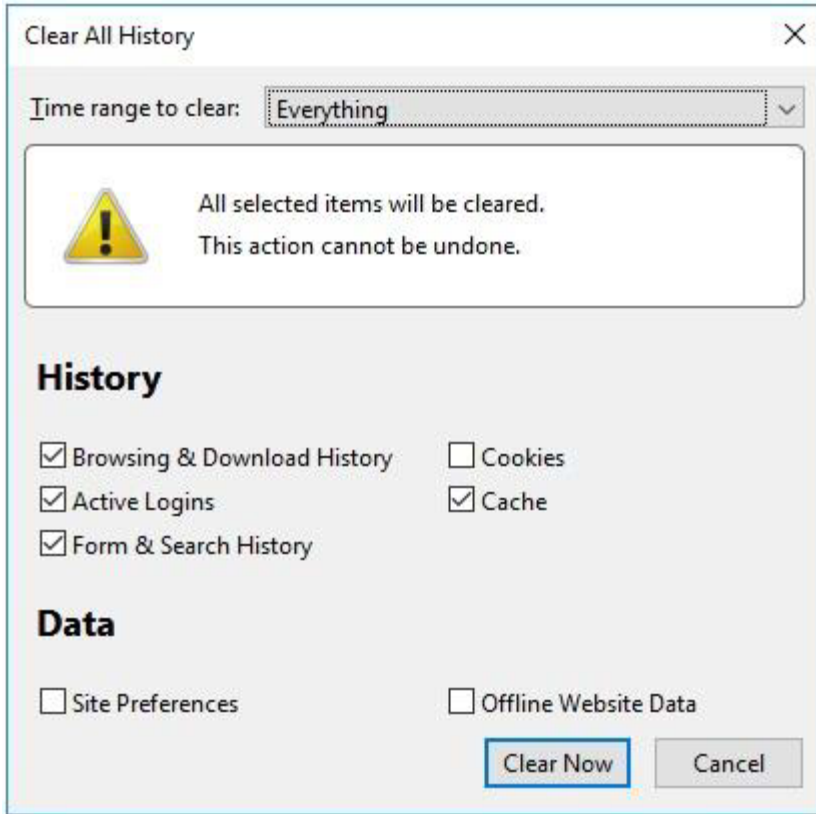 Clear All History
Time range to clear: Everything
All selected items will be cleared.
This action cannot be undone.
History
Browsing & Download History Cookies
Active Logins Cache
Form & Search History
Data
Site Preferences Offline Website Data
Clear Now Cancel